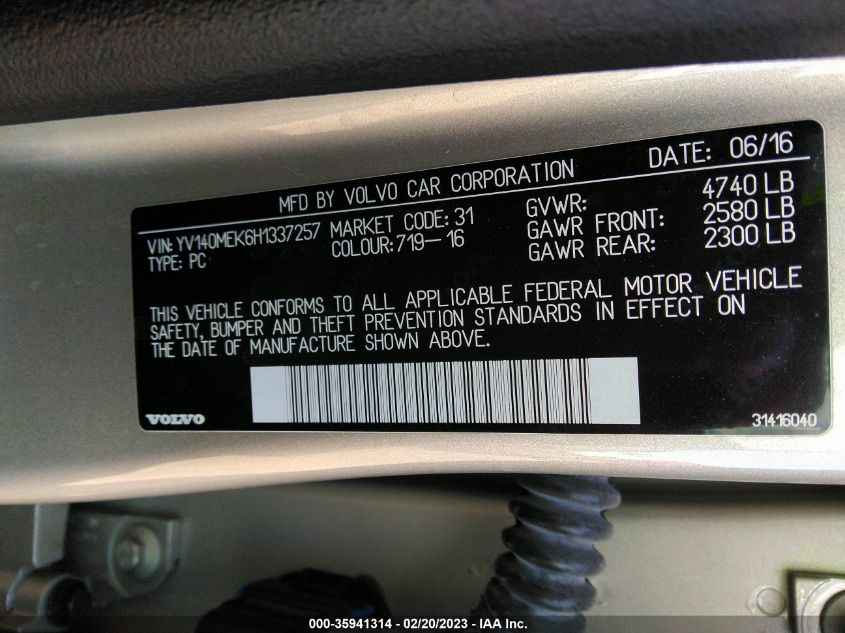 MFD BY VOLVO CAR CORPORATION DATE: 06/16
VIN: YV140MEK6H1337257 MARKET CODE: 31 GVWR: 4740 LB
TYPE: PC COLOUR: 719-16 GAWR FRONT: 2580 LB
GAWR REAR: 2300 LB
THIS VEHICLE CONFORMS TO ALL APPLICABLE FEDERAL MOTOR VEHICLE
SAFETY, BUMPER AND THEFT PREVENTION STANDARDS IN EFFECT ON
THE DATE OF MANUFACTURE SHOWN ABOVE.
VOLVO 31416040
000-35941314 - 02/20/2023 - IAA Inc.